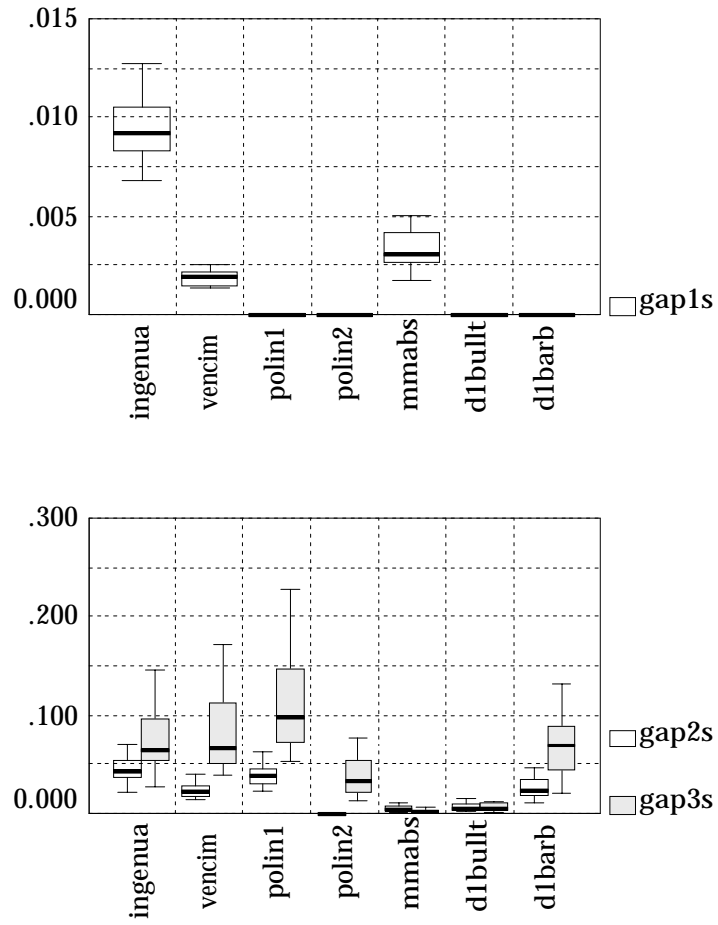 .015
.010
.005
0.000
ingenua
vencim
polin1
polin2
mmabs
d1bullt
d1barb
gap1s
.300
.200
.100
0.000
ingenua
vencim
polin1
polin2
mmabs
d1bullt
d1barb
gap2s
gap3s